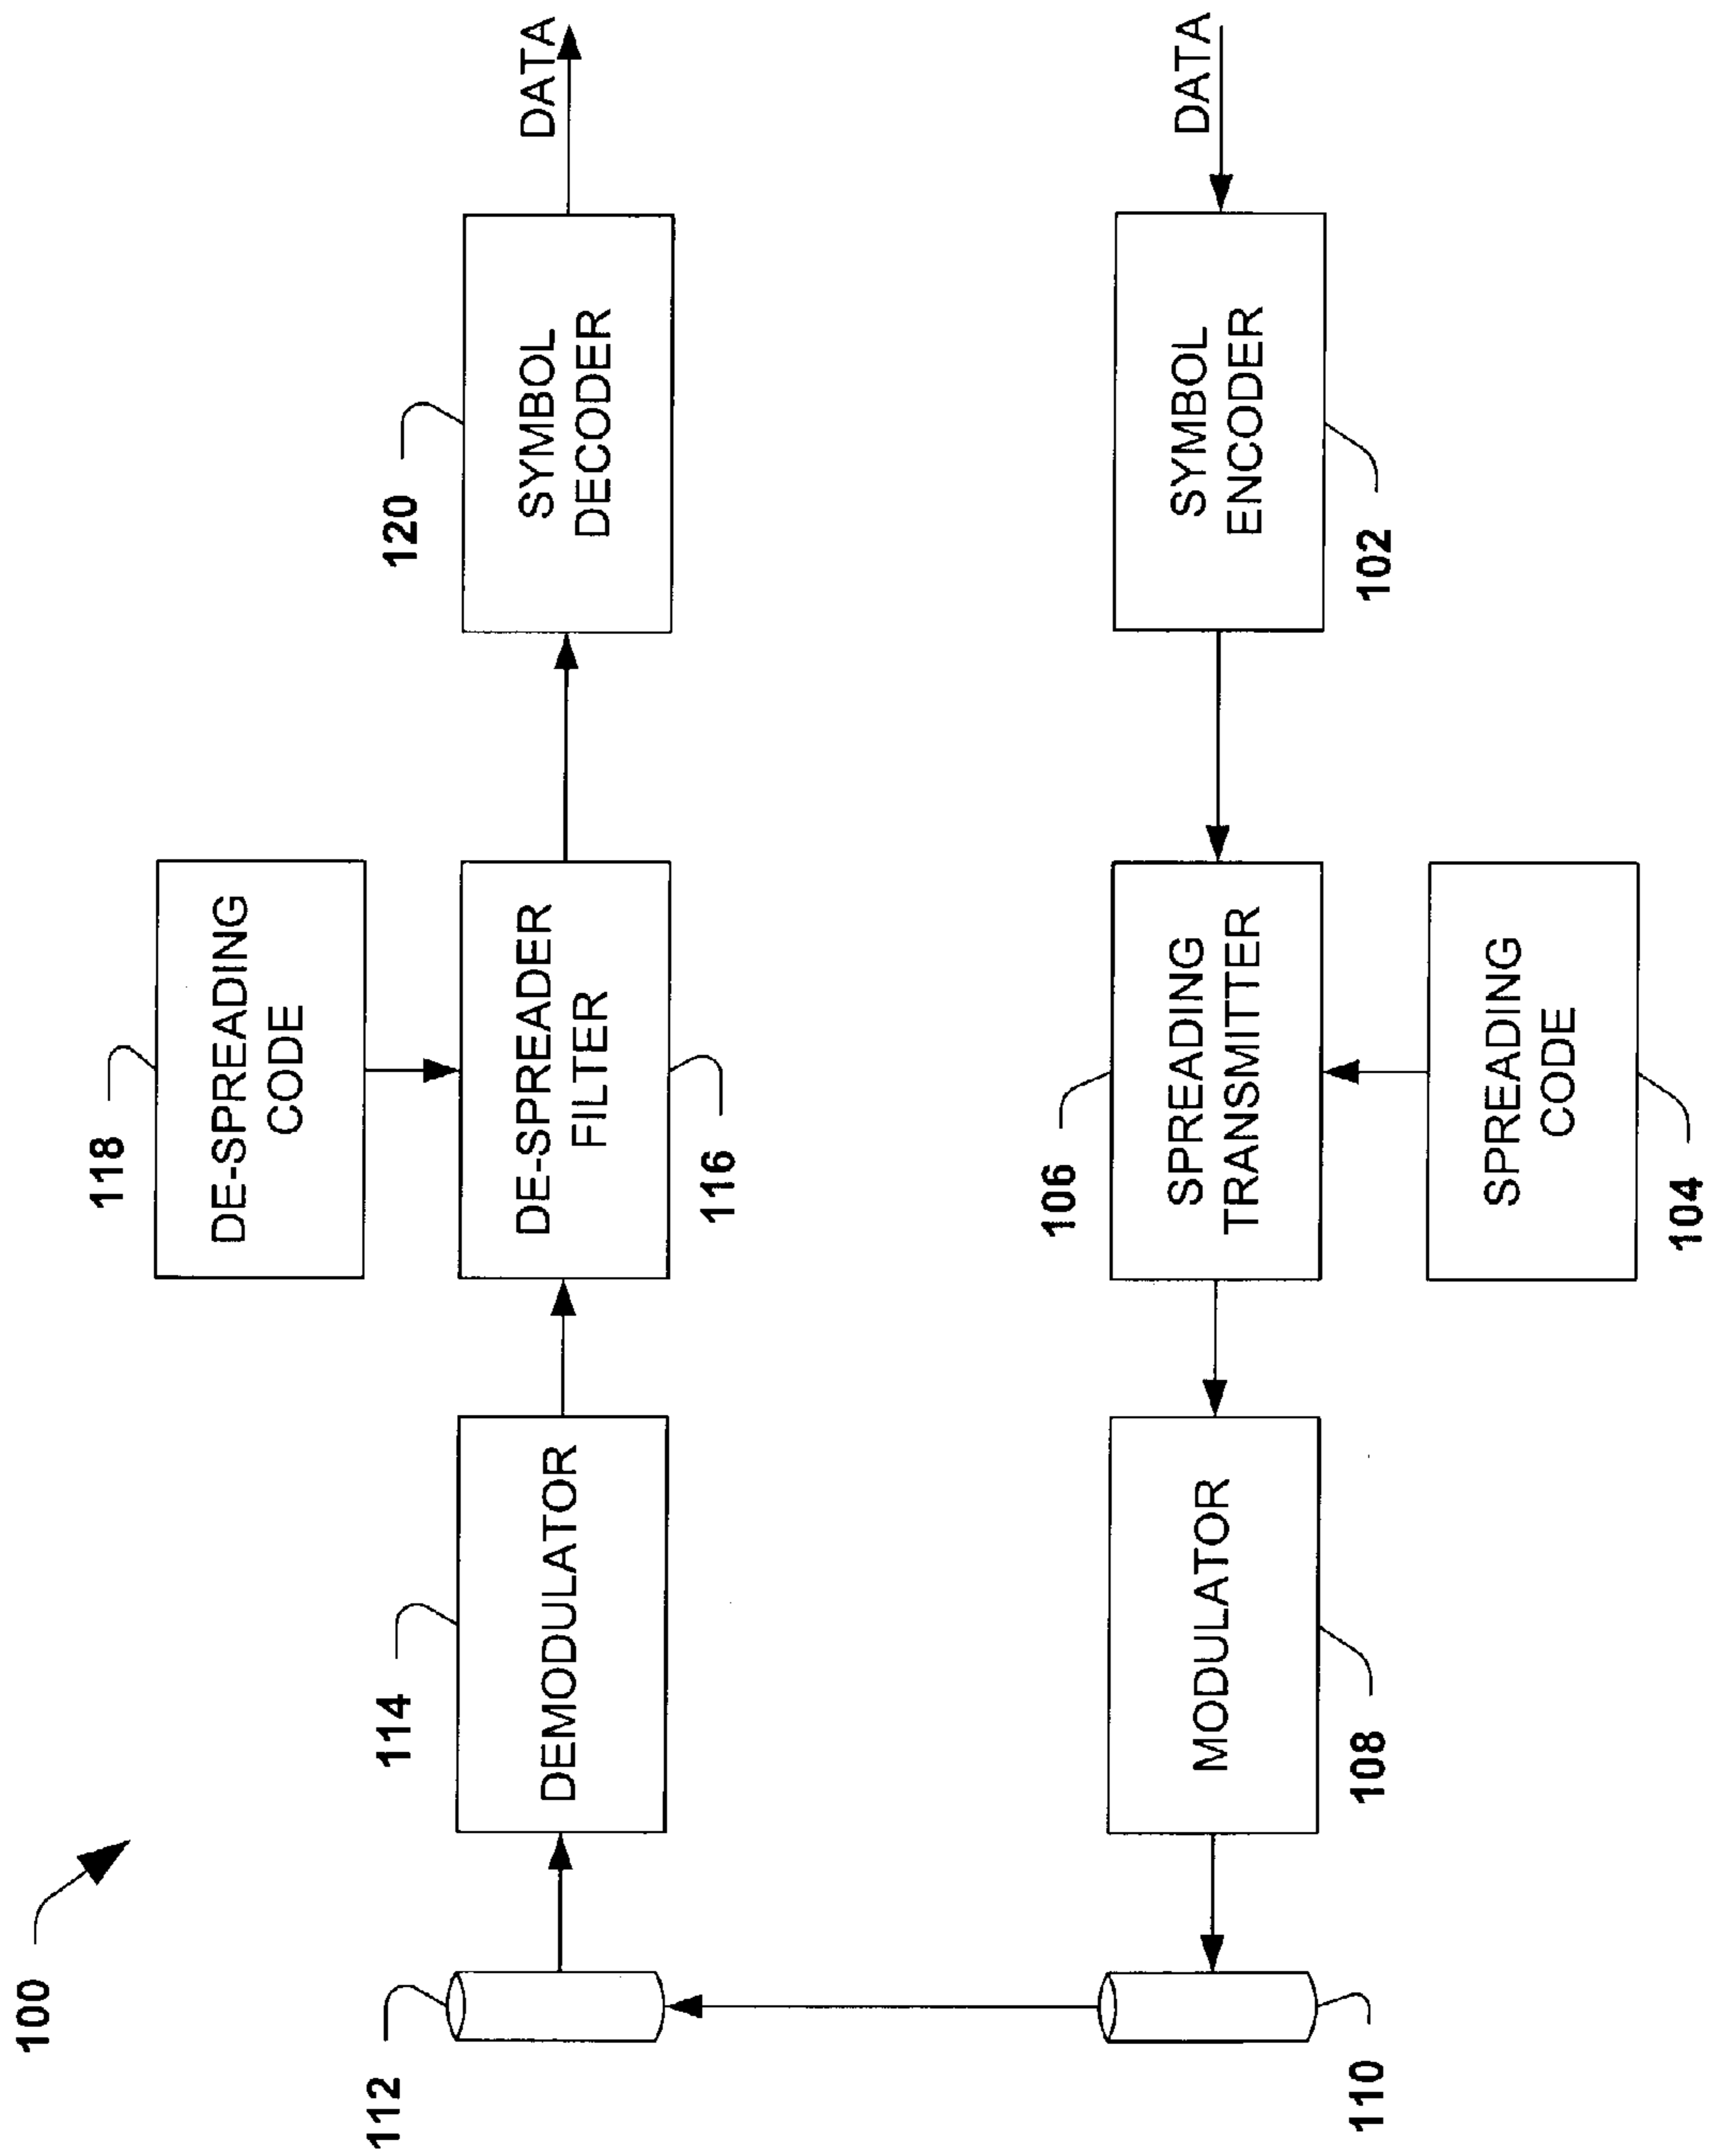 100
118
DE-SPREADING
CODE
120
DATA
112
114
DEMODULATOR
DE-SPREADER
FILTER
116
SYMBOL
DECODER
106
DATA
110
MODULATOR
108
SPREADING
TRANSMITTER
SYMBOL
ENCODER
102
SPREADING
CODE
104